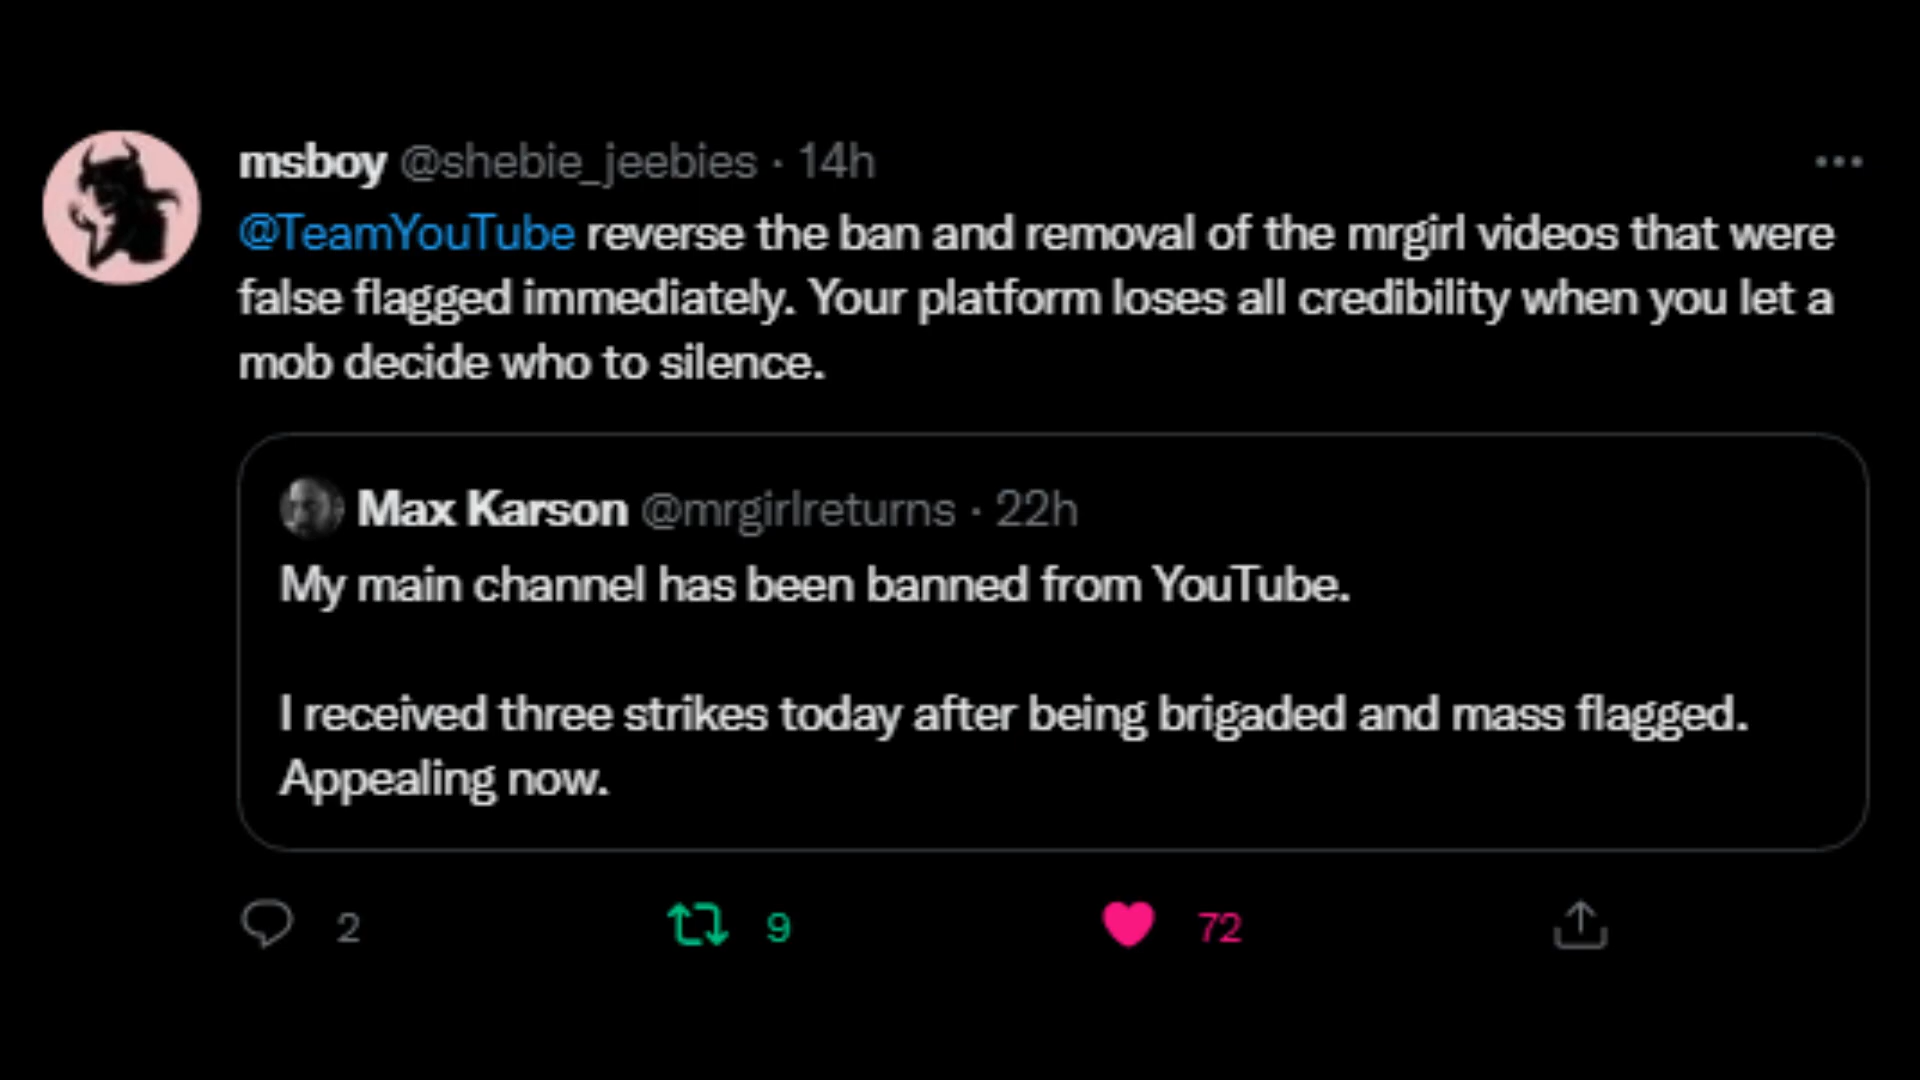 msboy @shebie_jeebies · 14h
@TeamYouTube reverse the ban and removal of the mrgirl videos that were
false flagged immediately. Your platform loses all credibility when you let a
mob decide who to silence.
Max Karson @mrgirlreturns · 22h
My main channel has been banned from YouTube.
I received three strikes today after being brigaded and mass flagged.
Appealing now.
2 9 72